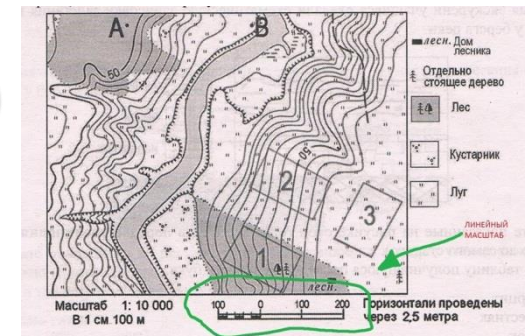 А
В
лесн. Дом
лесника
Отдельно
стоящее дерево
Лес
Кустарник
Луг
60
50
2
3
1
лесн.
ЛИНЕЙНЫЙ
МАСШТАБ
Масштаб 1: 10 000
В 1 см 100 м
100 0 100 200
Горизонтали проведены
через 2,5 метра